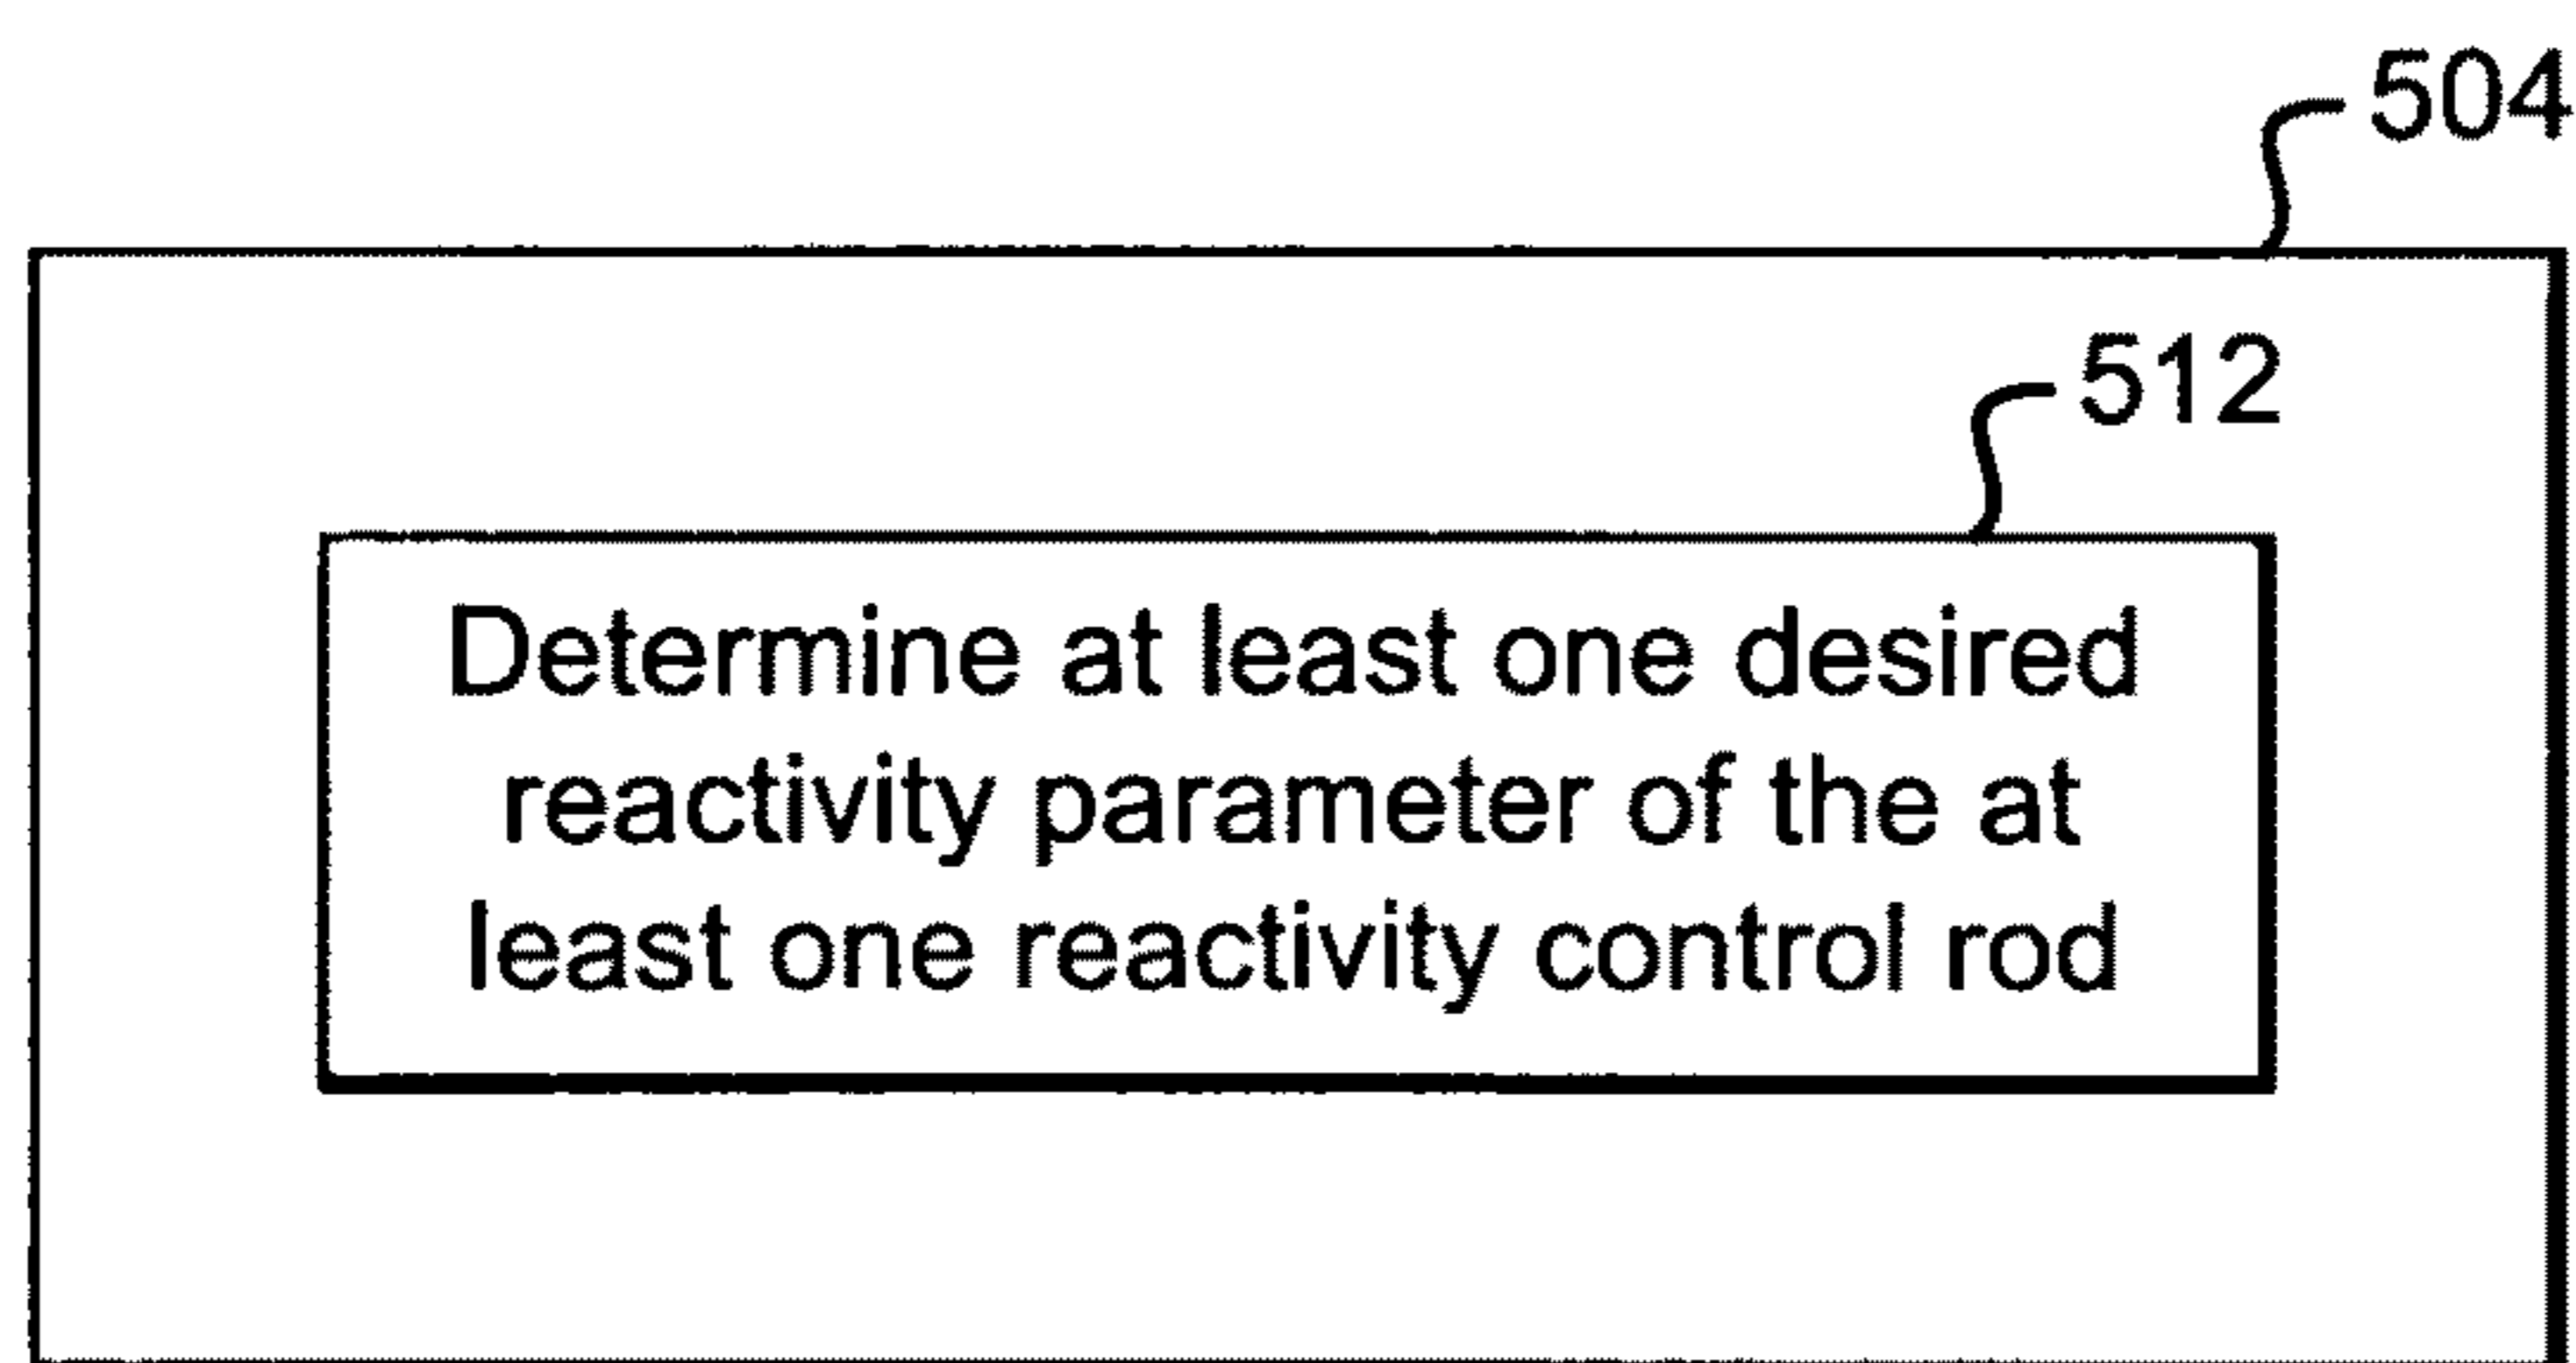 504
512
Determine at least one desired
reactivity parameter of the at
least one reactivity control rod